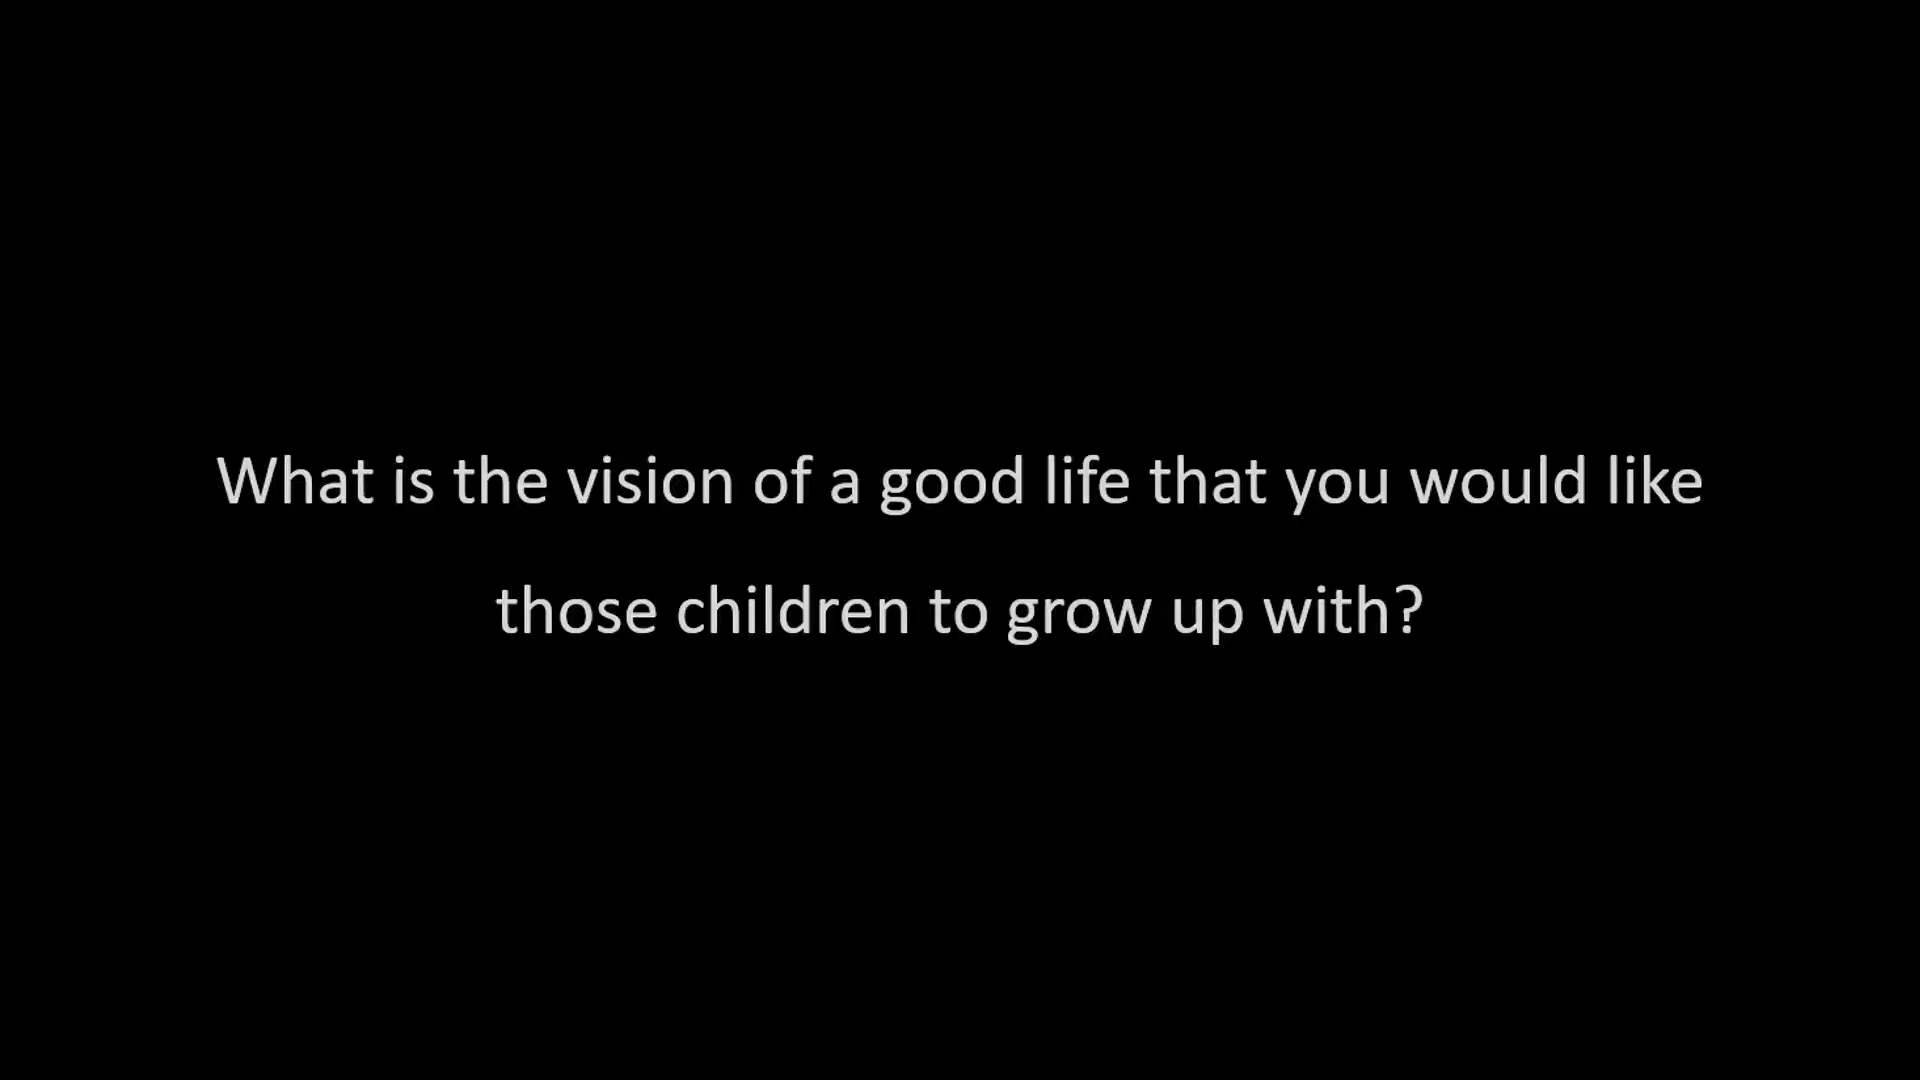 What is the vision of a good life that you would like
those children to grow up with?